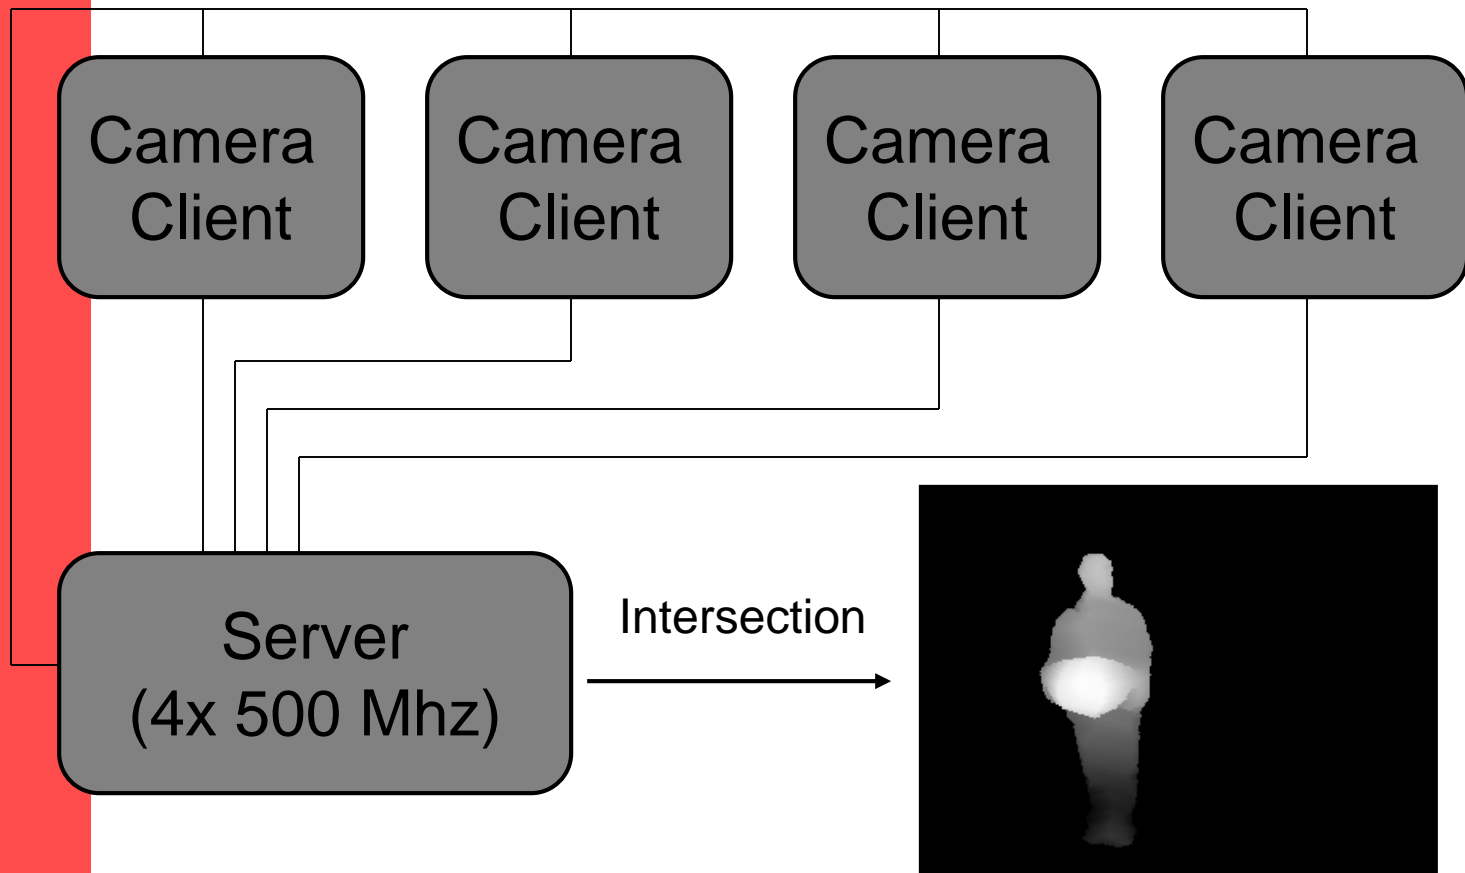 Camera
Client
Camera
Client
Camera
Client
Camera
Client
Server
(4x 500 Mhz)
Intersection